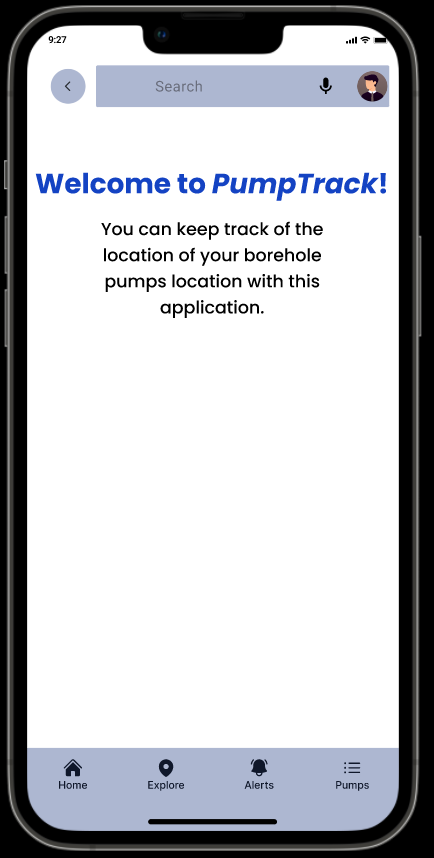 9:27
Search
Welcome to PumpTrack!
You can keep track of the
location of your borehole
pumps location with this
application.
Home Explore Alerts Pumps